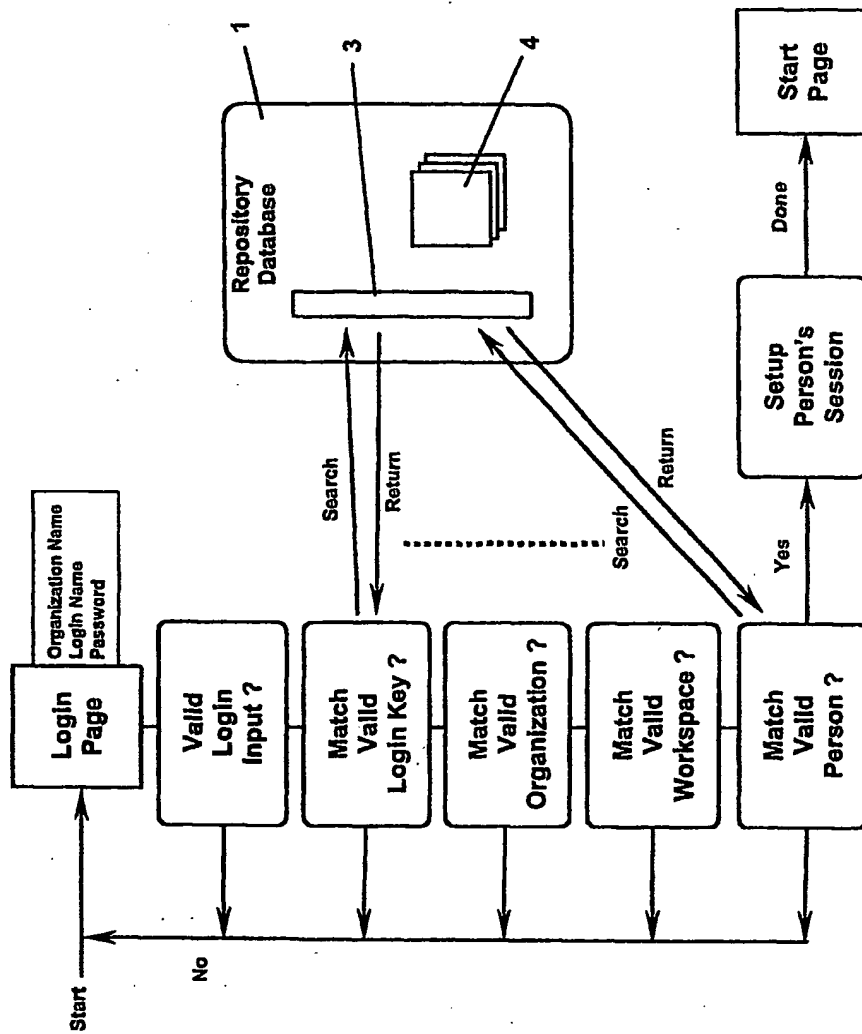 Start
No
Login
Page
Organization Name
Login Name
Password
Valid
Login
Input ?
Match
Valid
Login Key ?
Match
Valid
Organization ?
Match
Valid
Workspace ?
Match
Valid
Person ?
Search
Return
Search
Return
Repository
Database
1
3
4
Yes
Setup
Person's
Session
Done
Start
Page